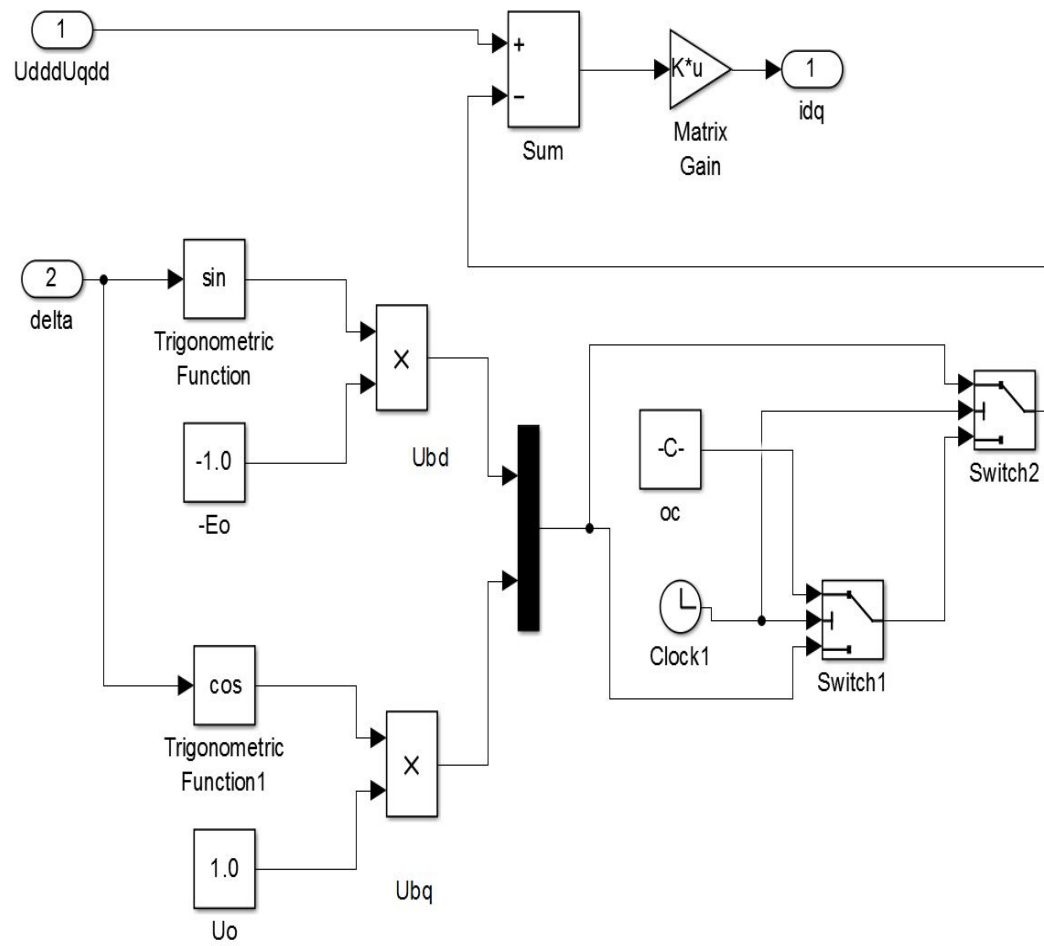 1
UdddUqdd
+
−
Sum
K*u
Matrix
Gain
1
idq
2
delta
sin
Trigonometric
Function
×
Ubd
-1.0
-Eo
-C-
oc
Switch2
Clock1
Switch1
cos
Trigonometric
Function1
×
Ubq
1.0
Uo